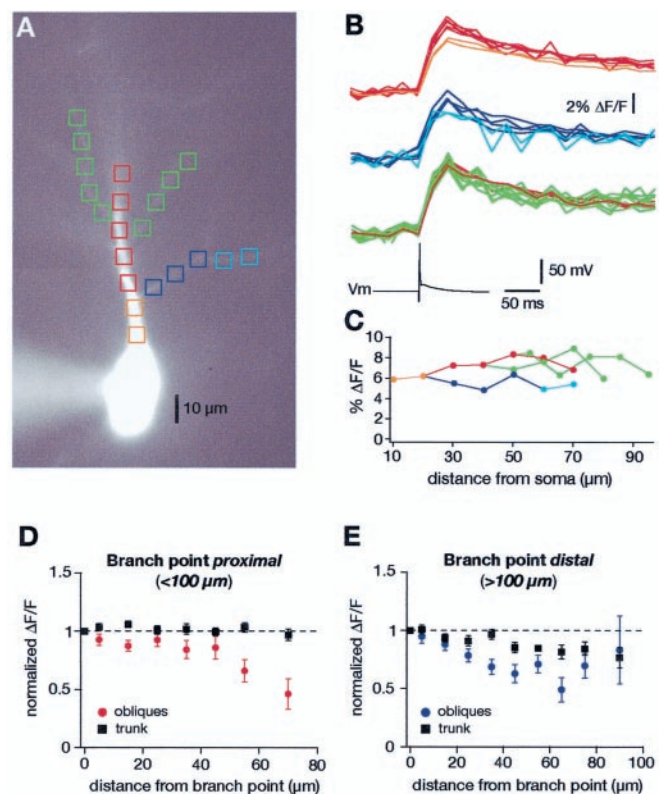 A
10 µm
B
2% ΔF/F
50 mV
Vm
50 ms
C
10
8
6
4
2
0
% ΔF/F
10 30 50 70 90
distance from soma (µm)
D
Branch point proximal
(<100 µm)
1.5
1
0.5
0
normalized ΔF/F
obliques
trunk
0 20 40 60 80
distance from branch point (µm)
E
Branch point distal
(>100 µm)
1.5
1
0.5
0
normalized ΔF/F
obliques
trunk
0 20 40 60 80 100
distance from branch point (µm)